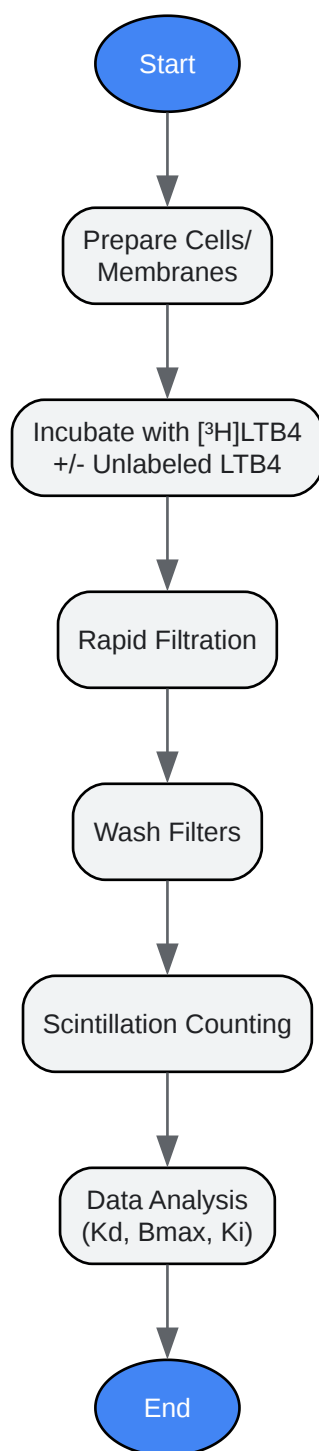 Start
Prepare Cells/
Membranes
Incubate with [³H]LTB4
+/- Unlabeled LTB4
Rapid Filtration
Wash Filters
Scintillation Counting
Data Analysis
(Kd, Bmax, Ki)
End